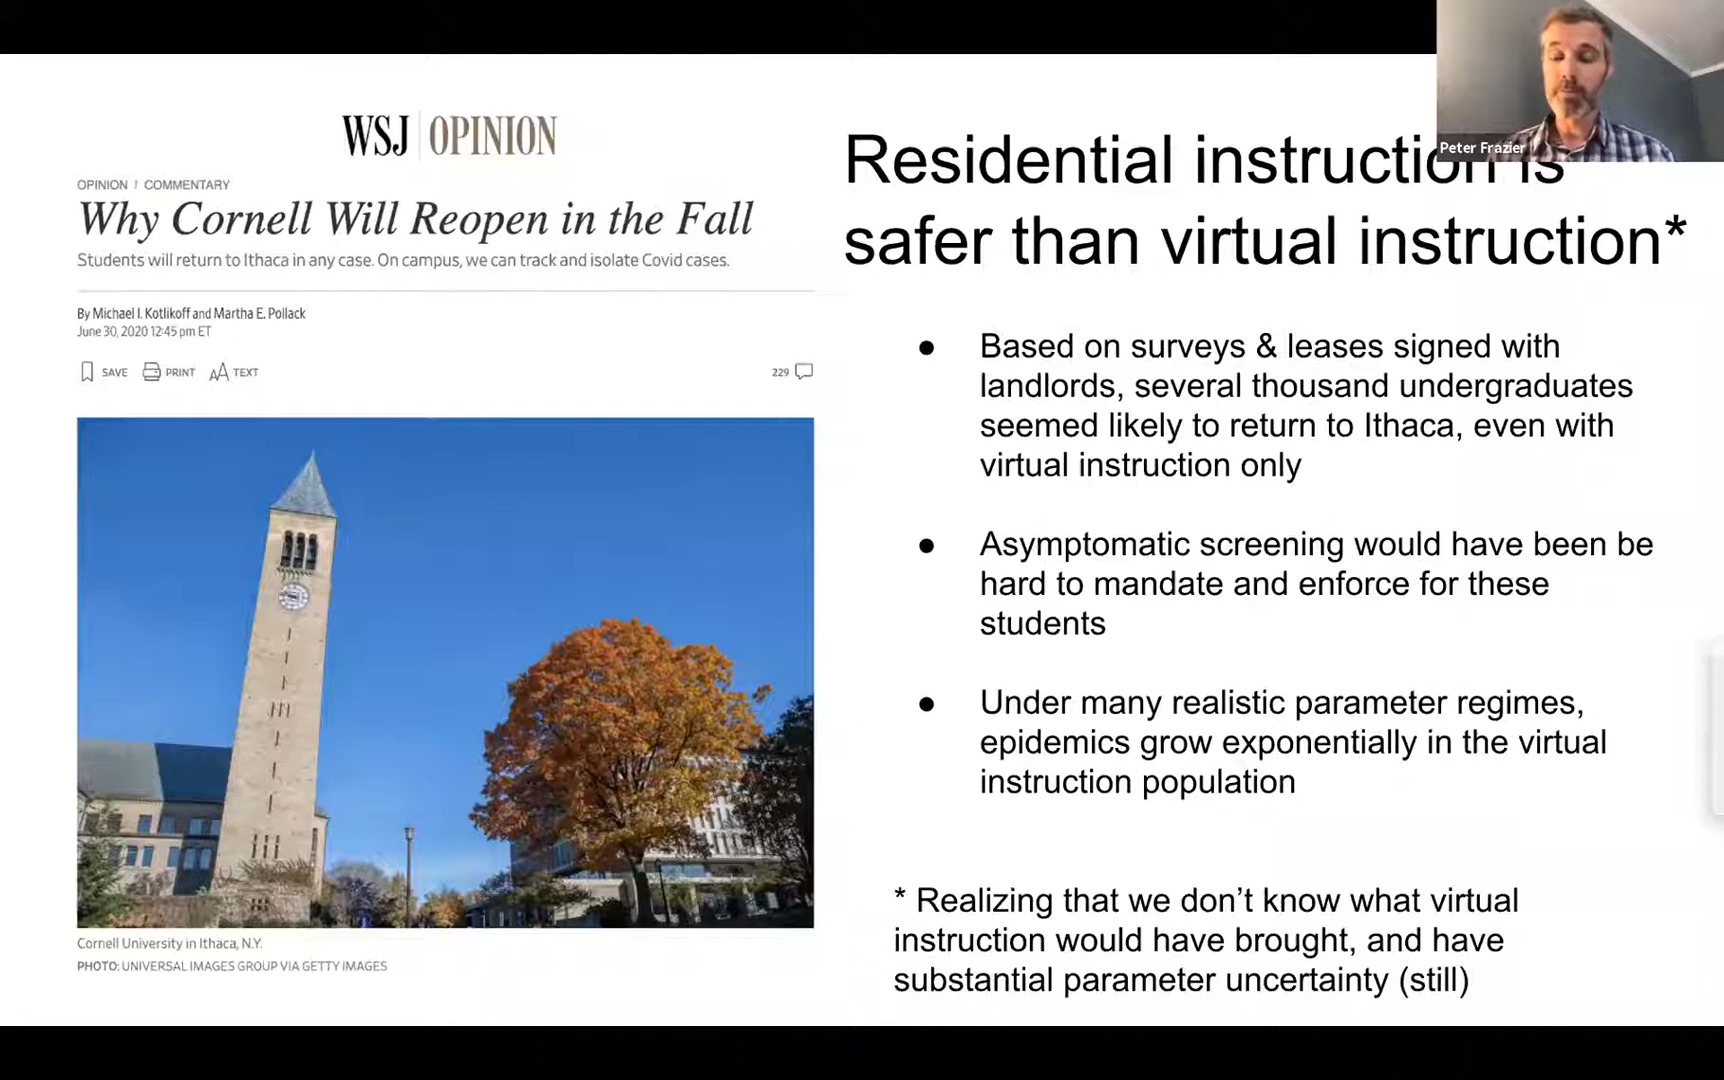 WSJ OPINION
OPINION | COMMENTARY
Why Cornell Will Reopen in the Fall
Students will return to Ithaca in any case. On campus, we can track and isolate Covid cases.
By Michael I. Kotlikoff and Martha E. Pollack
June 30, 2020 12:45 pm ET
SAVE PRINT AA TEXT
229
Cornell University in Ithaca, N.Y.
PHOTO: UNIVERSAL IMAGES GROUP VIA GETTY IMAGES
Peter Frazier
Residential instruction is
safer than virtual instruction*
● Based on surveys & leases signed with
landlords, several thousand undergraduates
seemed likely to return to Ithaca, even with
virtual instruction only
● Asymptomatic screening would have been be
hard to mandate and enforce for these
students
● Under many realistic parameter regimes,
epidemics grow exponentially in the virtual
instruction population
* Realizing that we don’t know what virtual
instruction would have brought, and have
substantial parameter uncertainty (still)